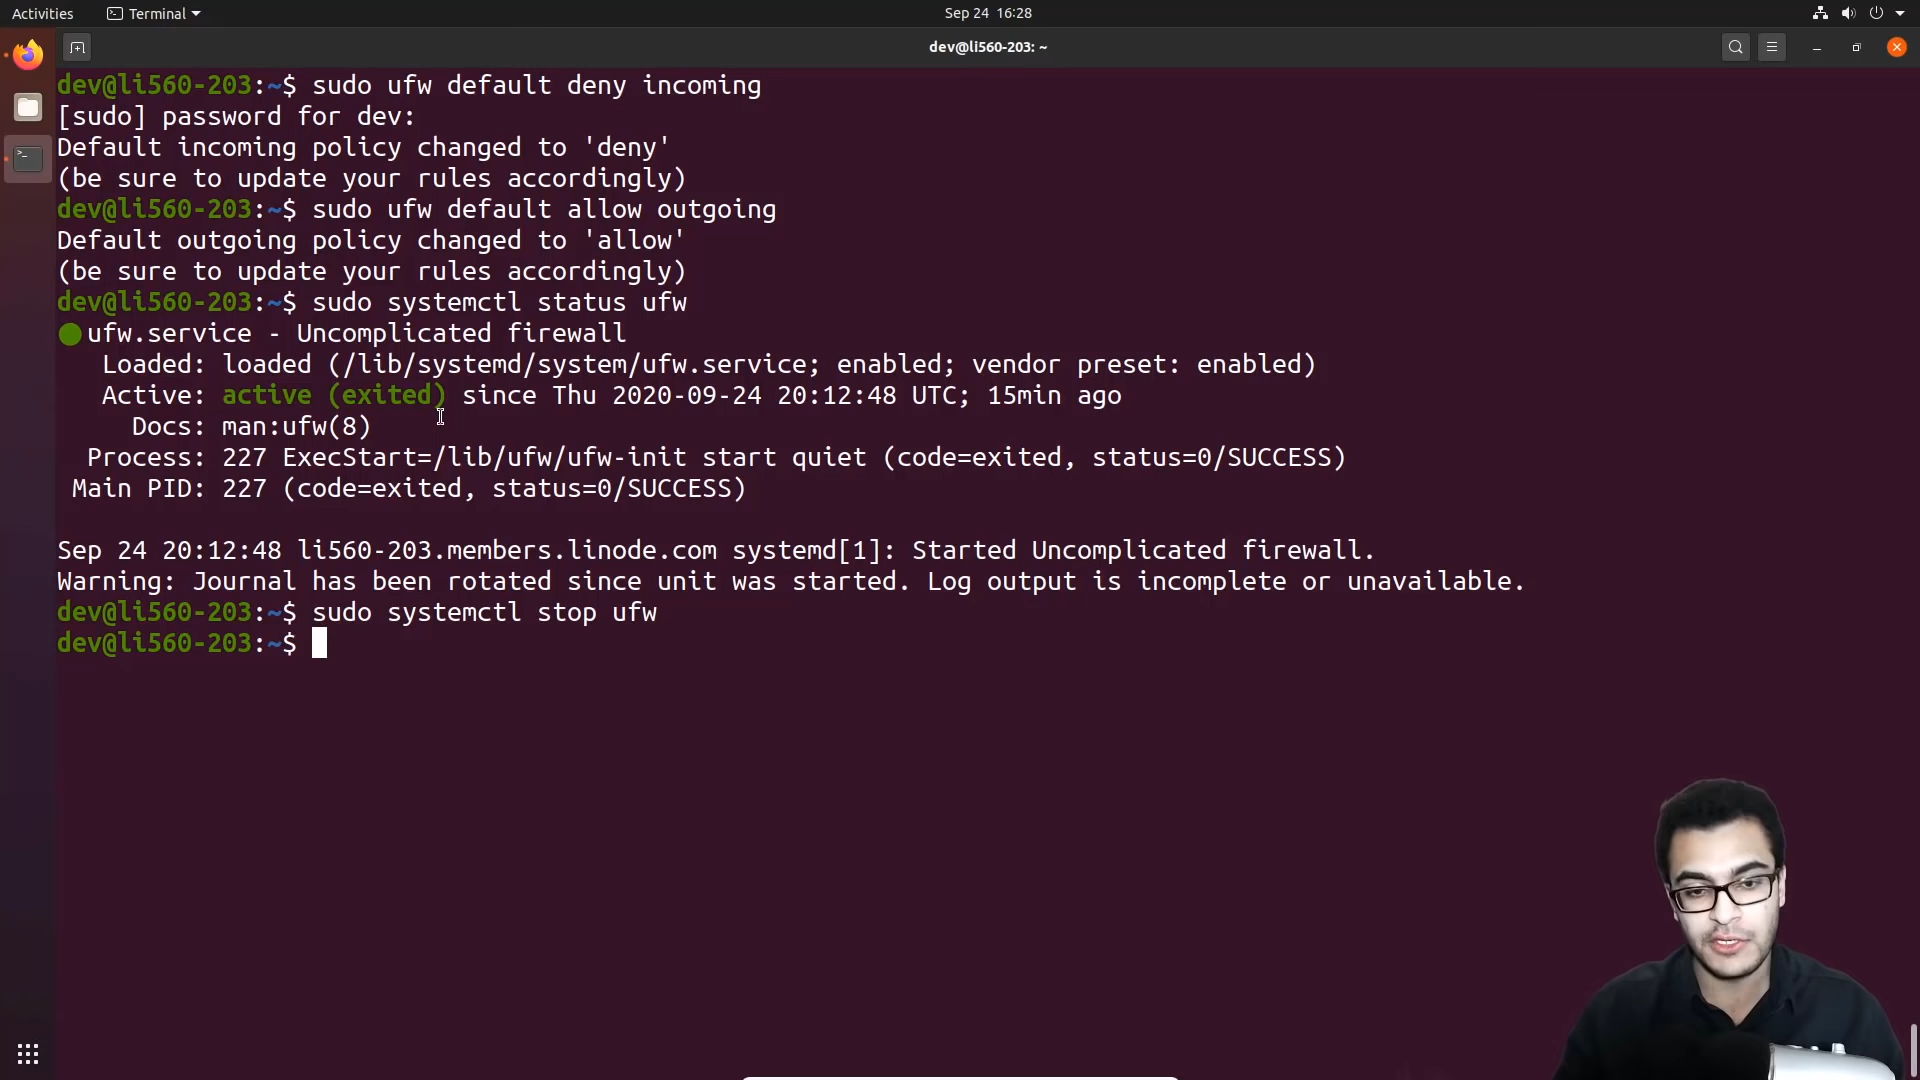 Activities
Terminal
Sep 24 16:28
dev@li560-203: ~
dev@li560-203:~$ sudo ufw default deny incoming
[sudo] password for dev:
Default incoming policy changed to 'deny'
(be sure to update your rules accordingly)
dev@li560-203:~$ sudo ufw default allow outgoing
Default outgoing policy changed to 'allow'
(be sure to update your rules accordingly)
dev@li560-203:~$ sudo systemctl status ufw
ufw.service - Uncomplicated firewall
Loaded: loaded (/lib/systemd/system/ufw.service; enabled; vendor preset: enabled)
Active: active (exited) since Thu 2020-09-24 20:12:48 UTC; 15min ago
Docs: man:ufw(8)
Process: 227 ExecStart=/lib/ufw/ufw-init start quiet (code=exited, status=0/SUCCESS)
Main PID: 227 (code=exited, status=0/SUCCESS)
Sep 24 20:12:48 li560-203.members.linode.com systemd[1]: Started Uncomplicated firewall.
Warning: Journal has been rotated since unit was started. Log output is incomplete or unavailable.
dev@li560-203:~$ sudo systemctl stop ufw
dev@li560-203:~$